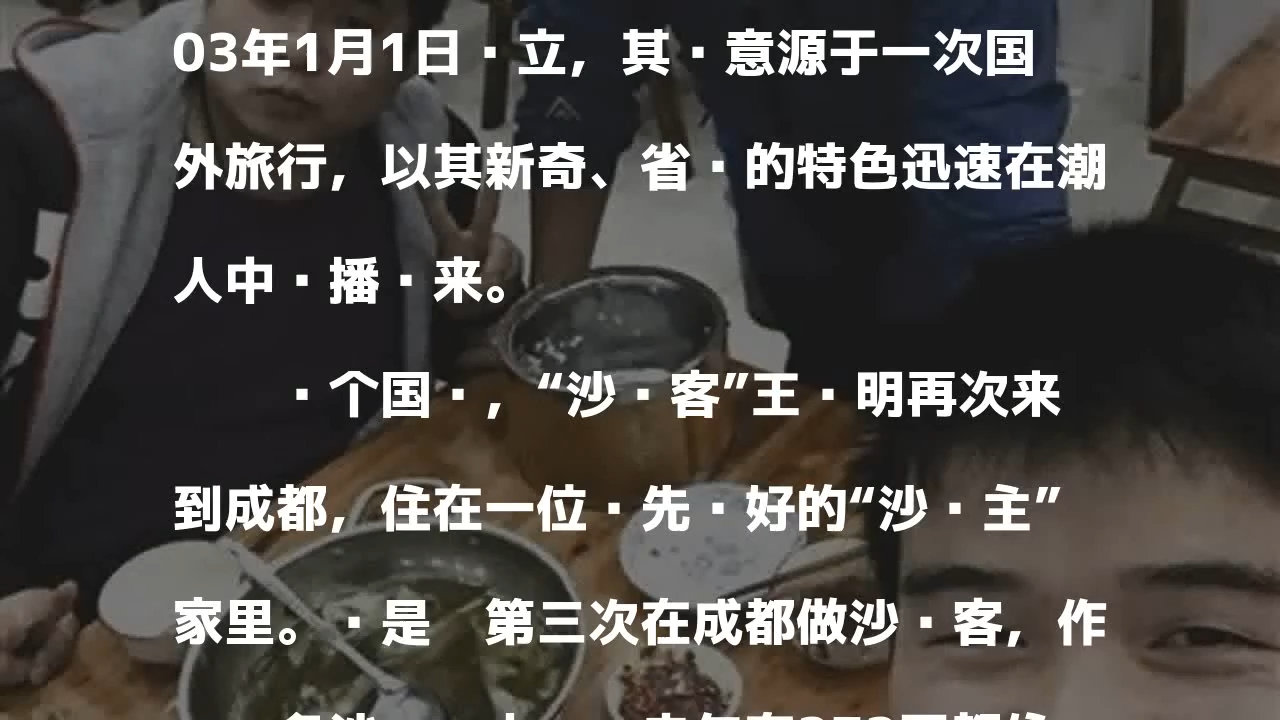 03年1月1日·立，其·意源于一次国
外旅行，以其新奇、省·的特色迅速在潮
人中·播·来。
·个国·，“沙·客”王·明再次来
到成都，住在一位·先·好的“沙·主”
家里。·是 第三次在成都做沙·客，作